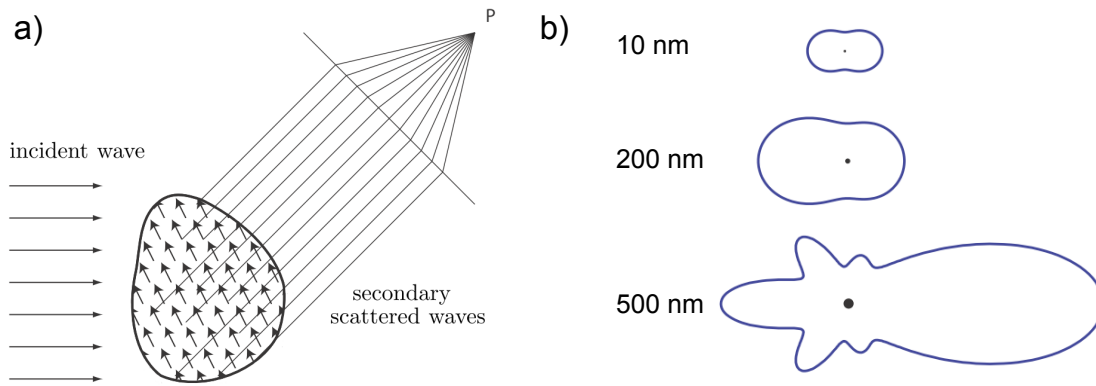 a)
P
incident wave
secondary
scattered waves
b)
10 nm
200 nm
500 nm